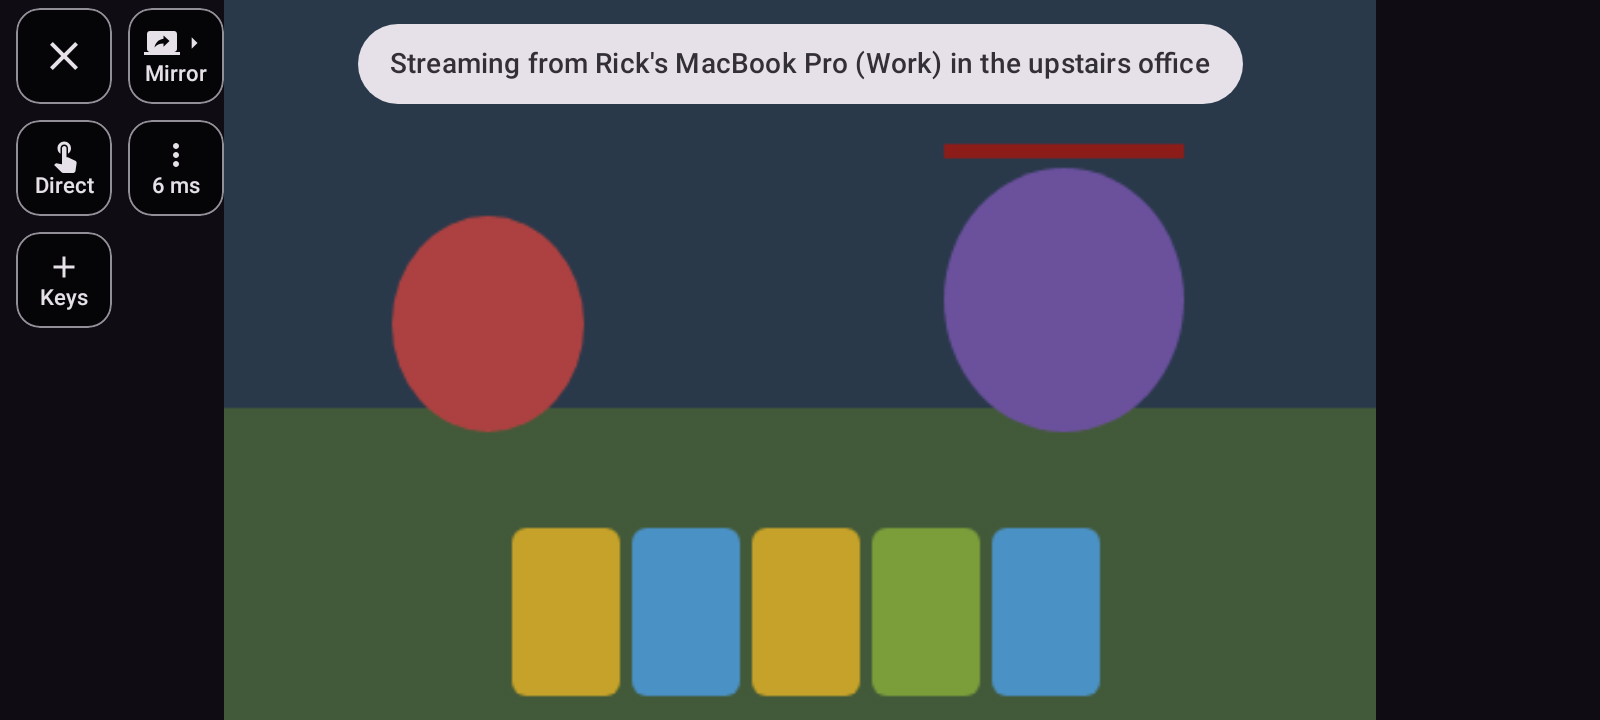 Mirror
Streaming from Rick's MacBook Pro (Work) in the upstairs office
Direct
6 ms
Keys